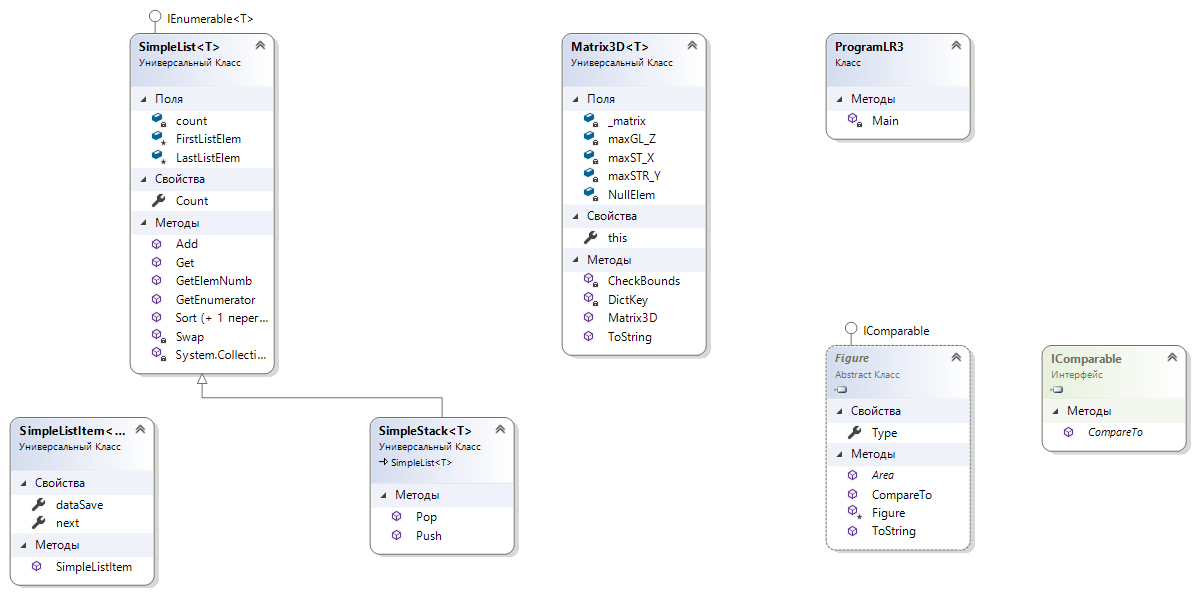 IEnumerable<T>
SimpleList<T>
Универсальный Класс
Поля
count
FirstListElem
LastListElem
Свойства
Count
Методы
Add
Get
GetElemNumb
GetEnumerator
Sort (+ 1 перег...
Swap
System.Collecti...
Matrix3D<T>
Универсальный Класс
Поля
_matrix
maxGL_Z
maxST_X
maxSTR_Y
NullElem
Свойства
this
Методы
CheckBounds
DictKey
Matrix3D
ToString
ProgramLR3
Класс
Методы
Main
SimpleListItem<...
Универсальный Класс
Свойства
dataSave
next
Методы
SimpleListItem
SimpleStack<T>
Универсальный Класс
SimpleList<T>
Методы
Pop
Push
IComparable
Figure
Abstract Класс
Свойства
Type
Методы
Area
CompareTo
Figure
ToString
IComparable
Интерфейс
Методы
CompareTo